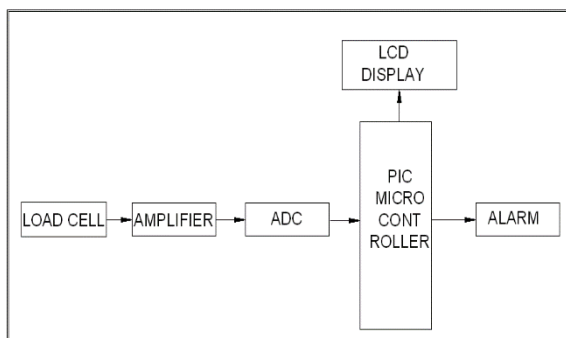 LCD
DISPLAY
LOAD CELL
AMPLIFIER
ADC
PIC
MICRO
CONT
ROLLER
ALARM